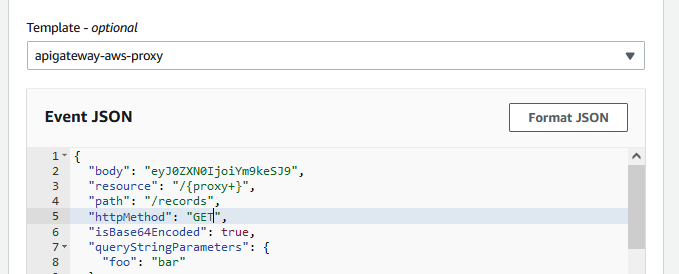 Template - optional
apigateway-aws-proxy
Event JSON
Format JSON
1 {
2 "body": "eyJ0ZXN0IjoiYm9keSJ9",
3 "resource": "/{proxy+}",
4 "path": "/records",
5 "httpMethod": "GET",
6 "isBase64Encoded": true,
7 "queryStringParameters": {
8 "foo": "bar"